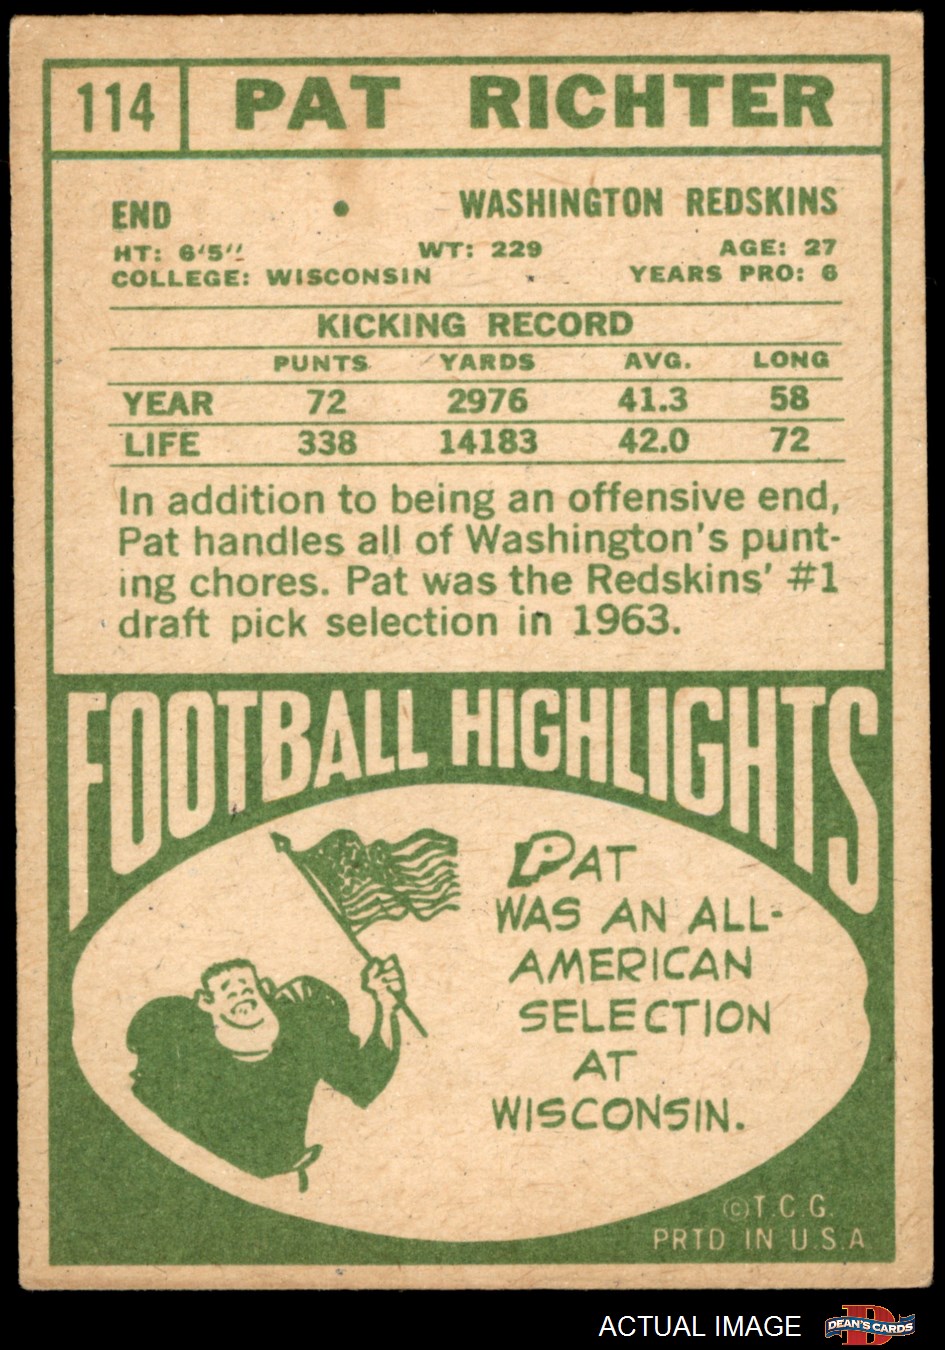 114 PAT RICHTER
END • WASHINGTON REDSKINS
HT: 6'5" WT: 229 AGE: 27
COLLEGE: WISCONSIN YEARS PRO: 6
KICKING RECORD
PUNTS YARDS AVG. LONG
YEAR 72 2976 41.3 58
LIFE 338 14183 42.0 72
In addition to being an offensive end,
Pat handles all of Washington's punt-
ing chores. Pat was the Redskins' #1
draft pick selection in 1963.
FOOTBALL HIGHLIGHTS
PAT
WAS AN ALL-
AMERICAN
SELECTION
AT
WISCONSIN.
© T.C.G.
PRTD IN U.S.A
ACTUAL IMAGE
D
DEAN'S CARDS